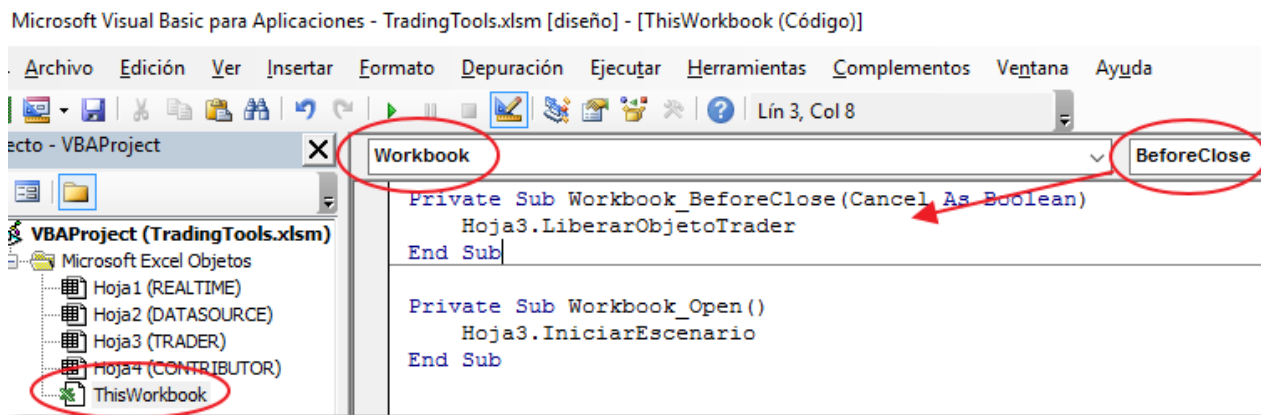 Microsoft Visual Basic para Aplicaciones - TradingTools.xlsm [diseño] - [ThisWorkbook (Código)]
Archivo Edición Ver Insertar Formato Depuración Ejecutar Herramientas Complementos Ventana Ayuda
Lín 3, Col 8
ecto - VBAProject
Workbook
BeforeClose
VBAProject (TradingTools.xlsm)
Microsoft Excel Objetos
Hoja1 (REALTIME)
Hoja2 (DATASOURCE)
Hoja3 (TRADER)
Hoja4 (CONTRIBUTOR)
ThisWorkbook
Private Sub Workbook_BeforeClose(Cancel As Boolean)
Hoja3.LiberarObjetoTrader
End Sub
Private Sub Workbook_Open()
Hoja3.IniciarEscenario
End Sub